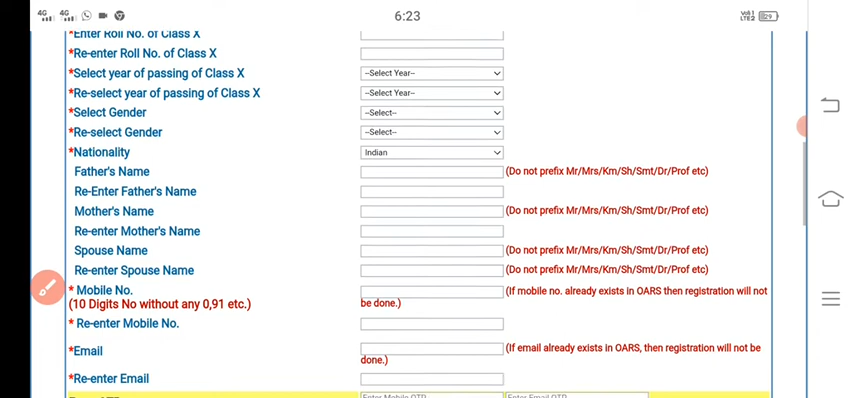 4G 4G 6:23 Vo)) LTE2 29
*Enter Roll No. of Class X
*Re-enter Roll No. of Class X
*Select year of passing of Class X --Select Year--
*Re-select year of passing of Class X --Select Year--
*Select Gender --Select--
*Re-select Gender --Select--
*Nationality Indian
Father's Name (Do not prefix Mr/Mrs/Km/Sh/Smt/Dr/Prof etc)
Re-Enter Father's Name
Mother's Name (Do not prefix Mr/Mrs/Km/Sh/Smt/Dr/Prof etc)
Re-enter Mother's Name
Spouse Name (Do not prefix Mr/Mrs/Km/Sh/Smt/Dr/Prof etc)
Re-enter Spouse Name (Do not prefix Mr/Mrs/Km/Sh/Smt/Dr/Prof etc)
* Mobile No. (If mobile no. already exists in OARS then registration will not
(10 Digits No without any 0,91 etc.) be done.)
* Re-enter Mobile No.
*Email (If email already exists in OARS, then registration will not be
done.)
*Re-enter Email
Enter Mobile OTP Enter Email OTP